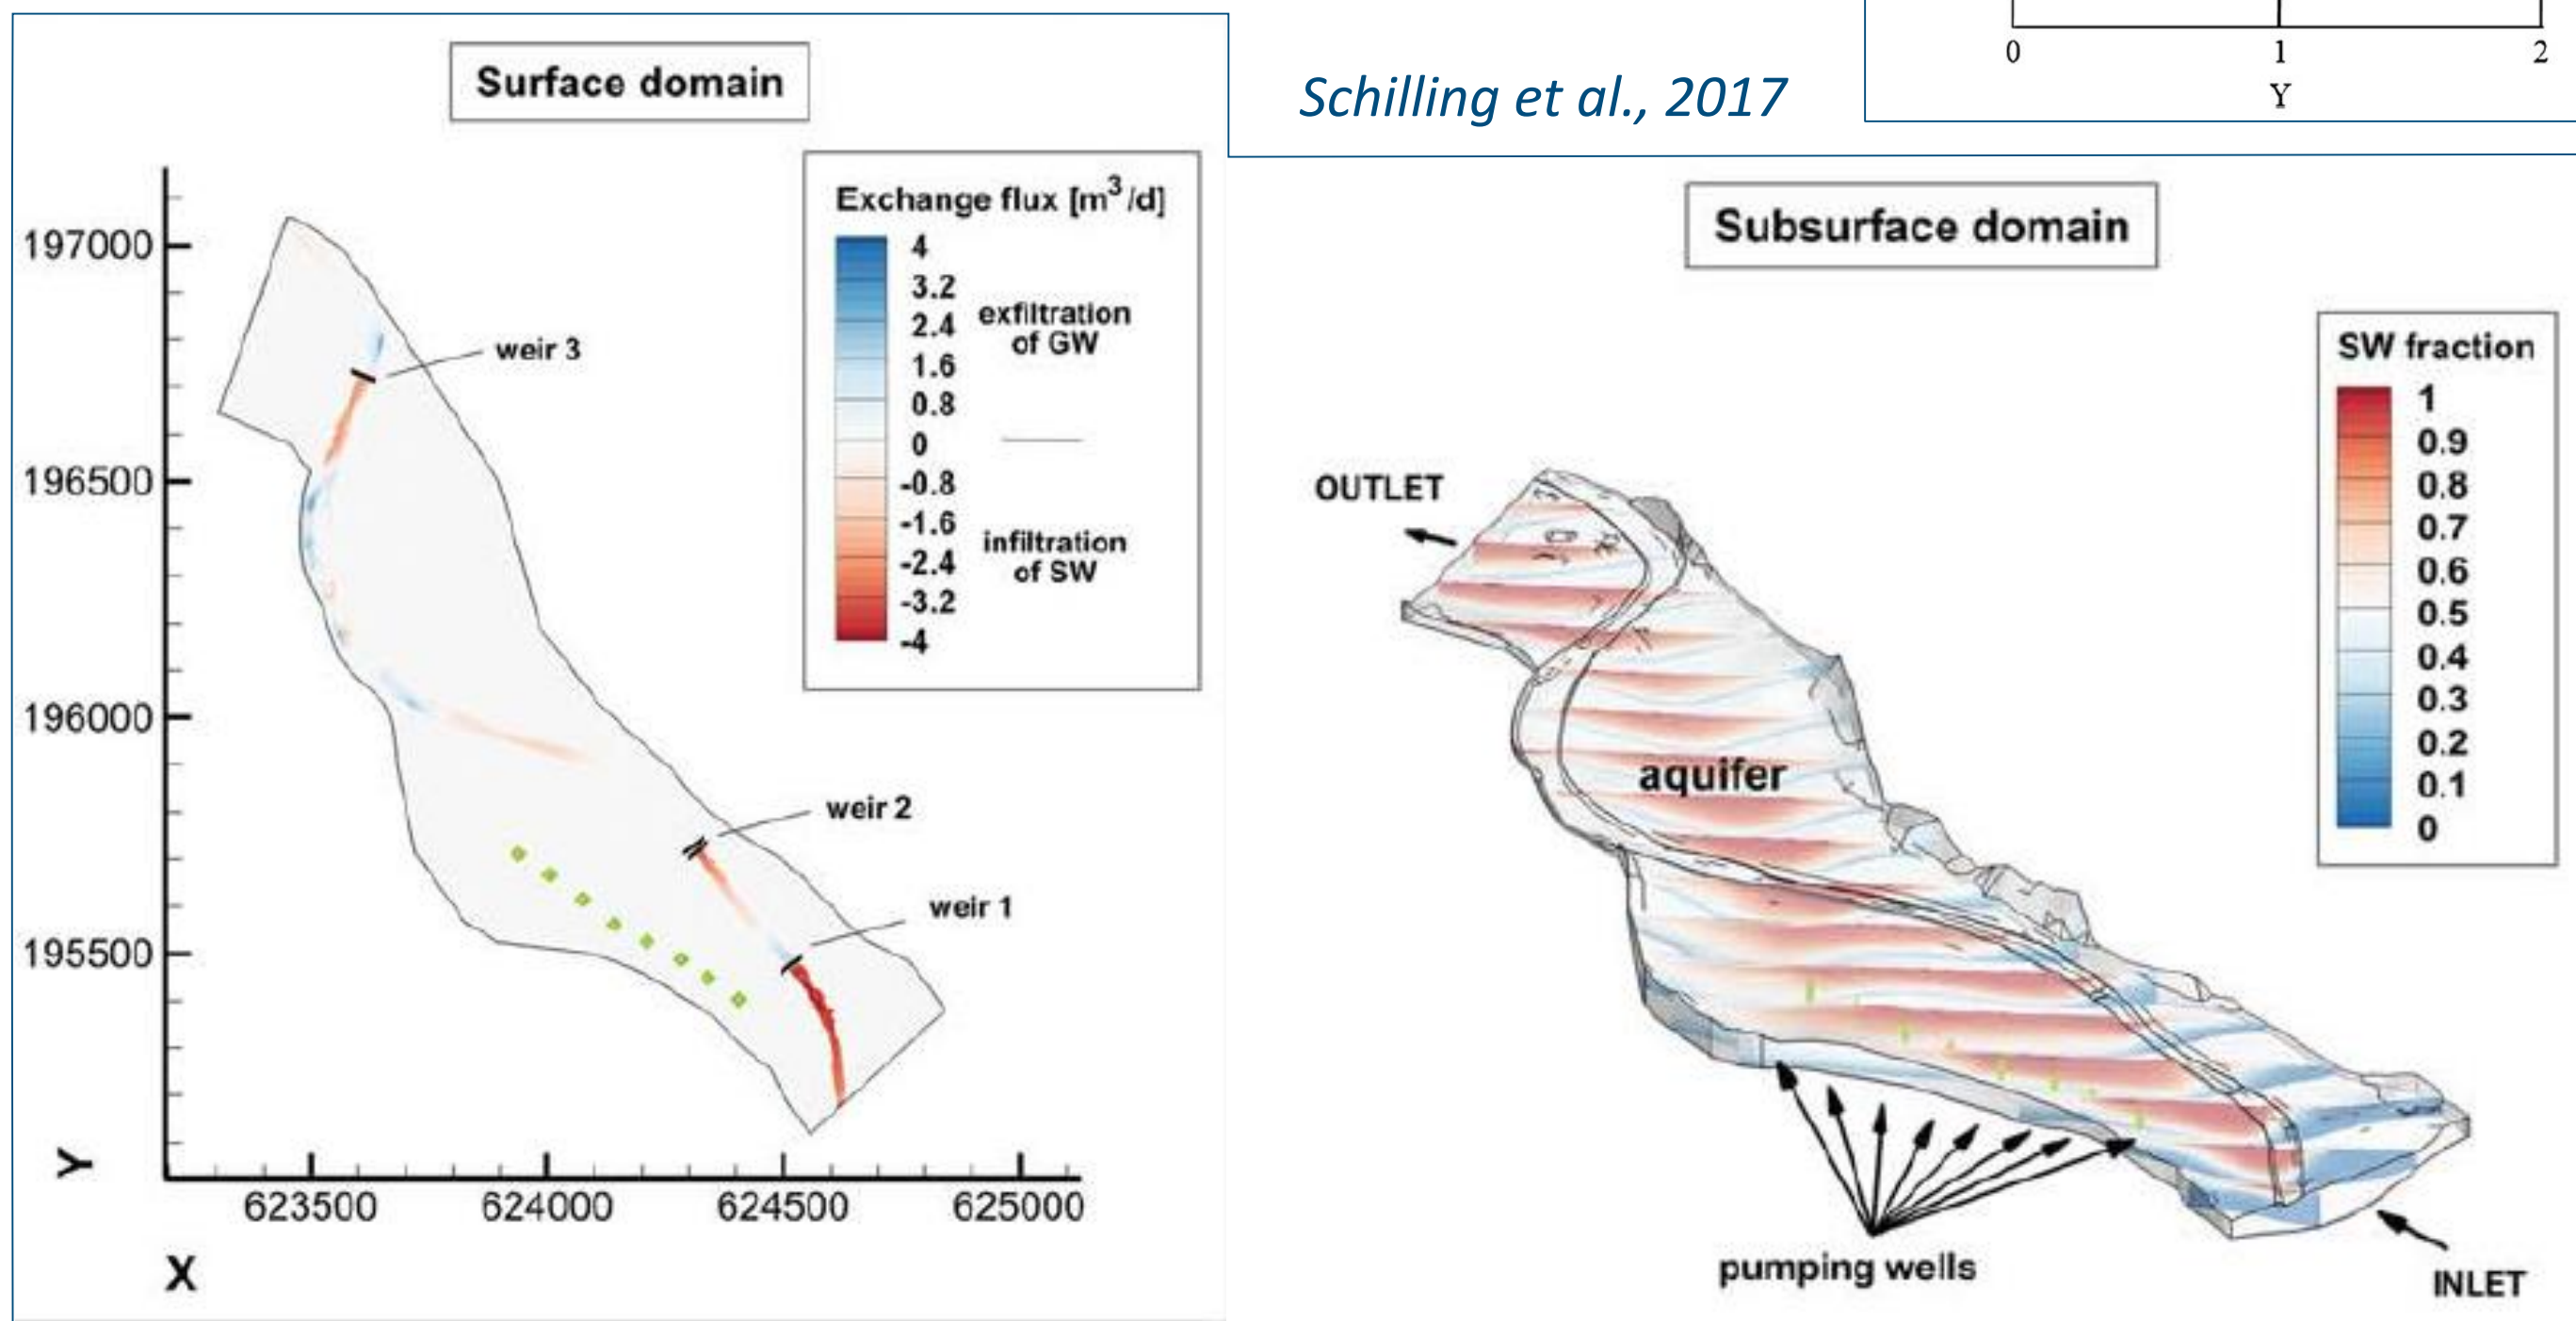 0
1
2
Y
Schilling et al., 2017
Surface domain
Exchange flux [m3/d]
4
3.2
2.4
1.6
0.8
0
-0.8
-1.6
-2.4
-3.2
-4
exfiltration
of GW
infiltration
of SW
197000
196500
196000
195500
Y
623500
624000
624500
625000
X
weir 3
weir 2
weir 1
Subsurface domain
SW fraction
1
0.9
0.8
0.7
0.6
0.5
0.4
0.3
0.2
0.1
0
OUTLET
aquifer
pumping wells
INLET